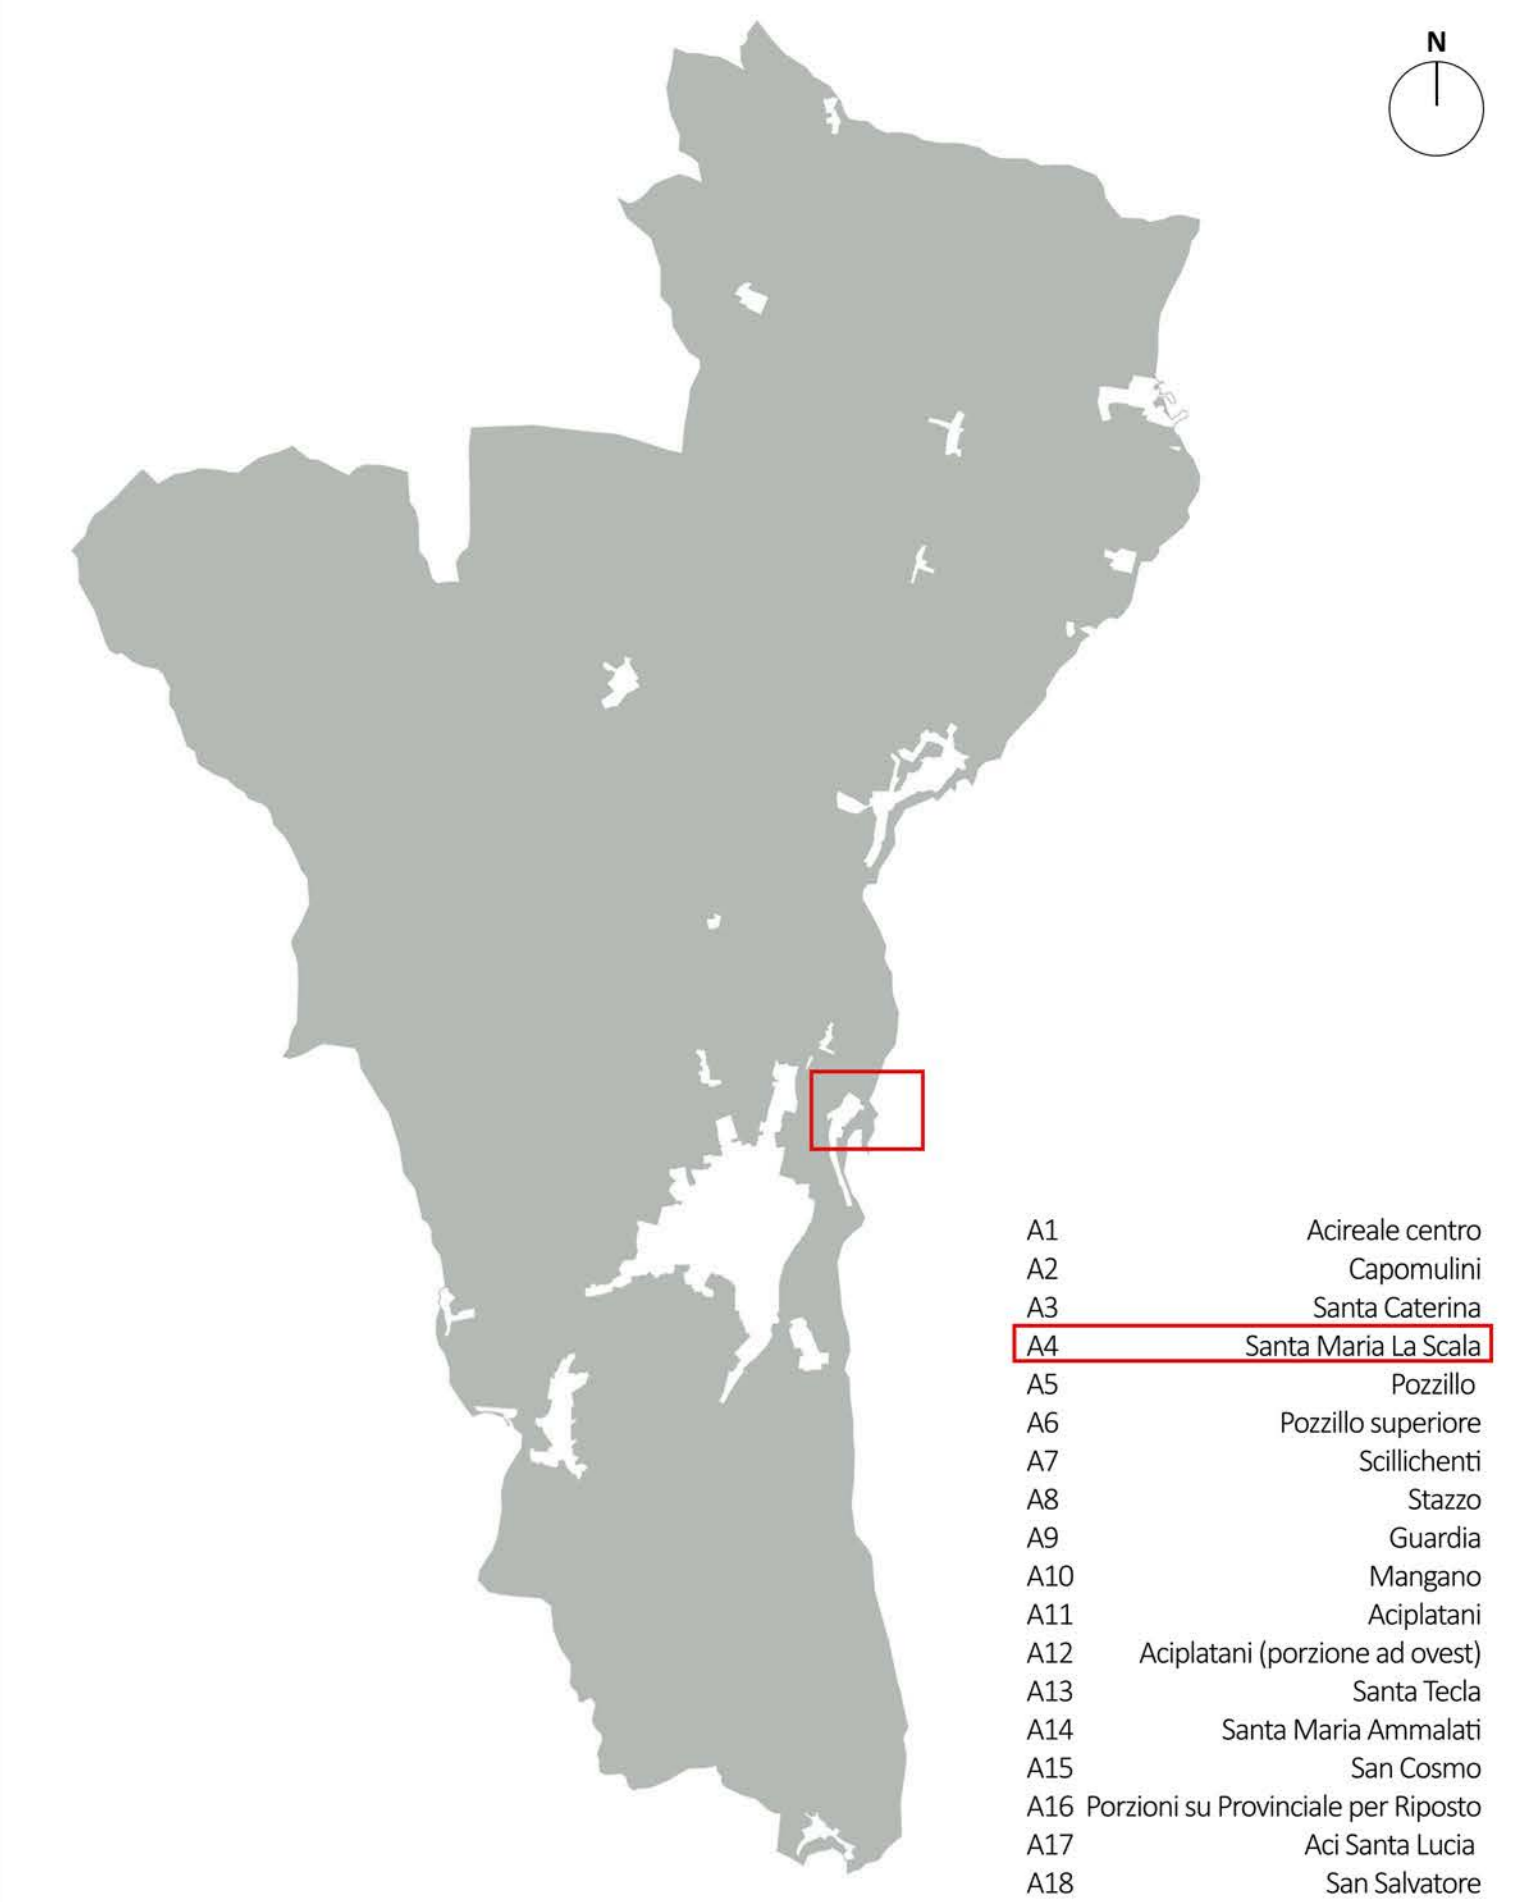 N
A1 Acireale centro
A2 Capomulini
A3 Santa Caterina
A4 Santa Maria La Scala
A5 Pozzillo
A6 Pozzillo superiore
A7 Scillichenti
A8 Stazzo
A9 Guardia
A10 Mangano
A11 Aciplatani
A12 Aciplatani (porzione ad ovest)
A13 Santa Tecla
A14 Santa Maria Ammalati
A15 San Cosmo
A16 Porzioni su Provinciale per Riposto
A17 Aci Santa Lucia
A18 San Salvatore